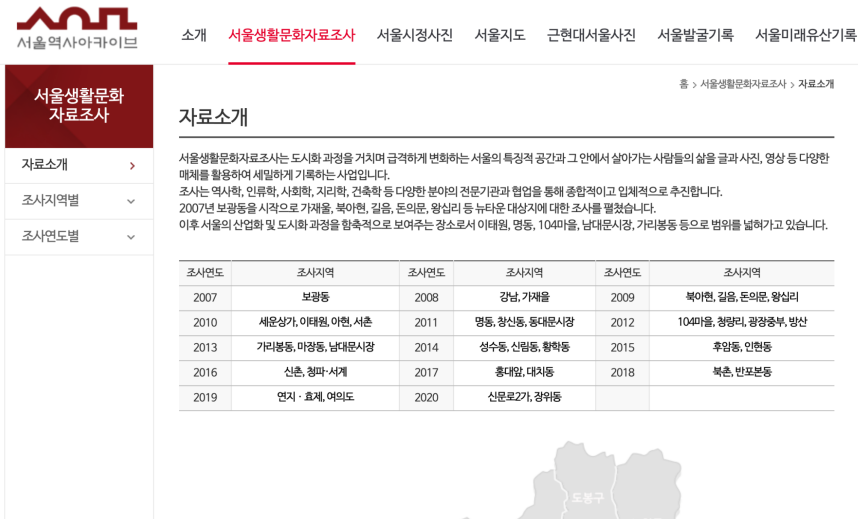 서울역사아카이브
소개 서울생활문화자료조사 서울시정사진 서울지도 근현대서울사진 서울발굴기록 서울미래유산기록
서울생활문화
자료조사
자료소개
조사지역별
조사연도별
홈 > 서울생활문화자료조사 > 자료소개
자료소개
서울생활문화자료조사는 도시화 과정을 거치며 급격하게 변화하는 서울의 특징적 공간과 그 안에서 살아가는 사람들의 삶을 글과 사진, 영상 등 다양한
매체를 활용하여 세밀하게 기록하는 사업입니다.
조사는 역사학, 인류학, 사회학, 지리학, 건축학 등 다양한 분야의 전문기관과 협업을 통해 종합적이고 입체적으로 추진합니다.
2007년 보광동을 시작으로 가재울, 북아현, 길음, 돈의문, 왕십리 등 뉴타운 대상지에 대한 조사를 펼쳤습니다.
이후 서울의 산업화 및 도시화 과정을 함축적으로 보여주는 장소로서 이태원, 명동, 104마을, 남대문시장, 가리봉동 등으로 범위를 넓혀가고 있습니다.
조사연도 조사지역 조사연도 조사지역 조사연도 조사지역
2007 보광동 2008 강남, 가재울 2009 북아현, 길음, 돈의문, 왕십리
2010 세운상가, 이태원, 아현, 서촌 2011 명동, 창신동, 동대문시장 2012 104마을, 청량리, 광장중부, 방산
2013 가리봉동, 마장동, 남대문시장 2014 성수동, 신림동, 황학동 2015 후암동, 인현동
2016 신촌, 청파·서계 2017 홍대앞, 대치동 2018 북촌, 반포본동
2019 연지 · 효제, 여의도 2020 신문로2가, 장위동
도봉구